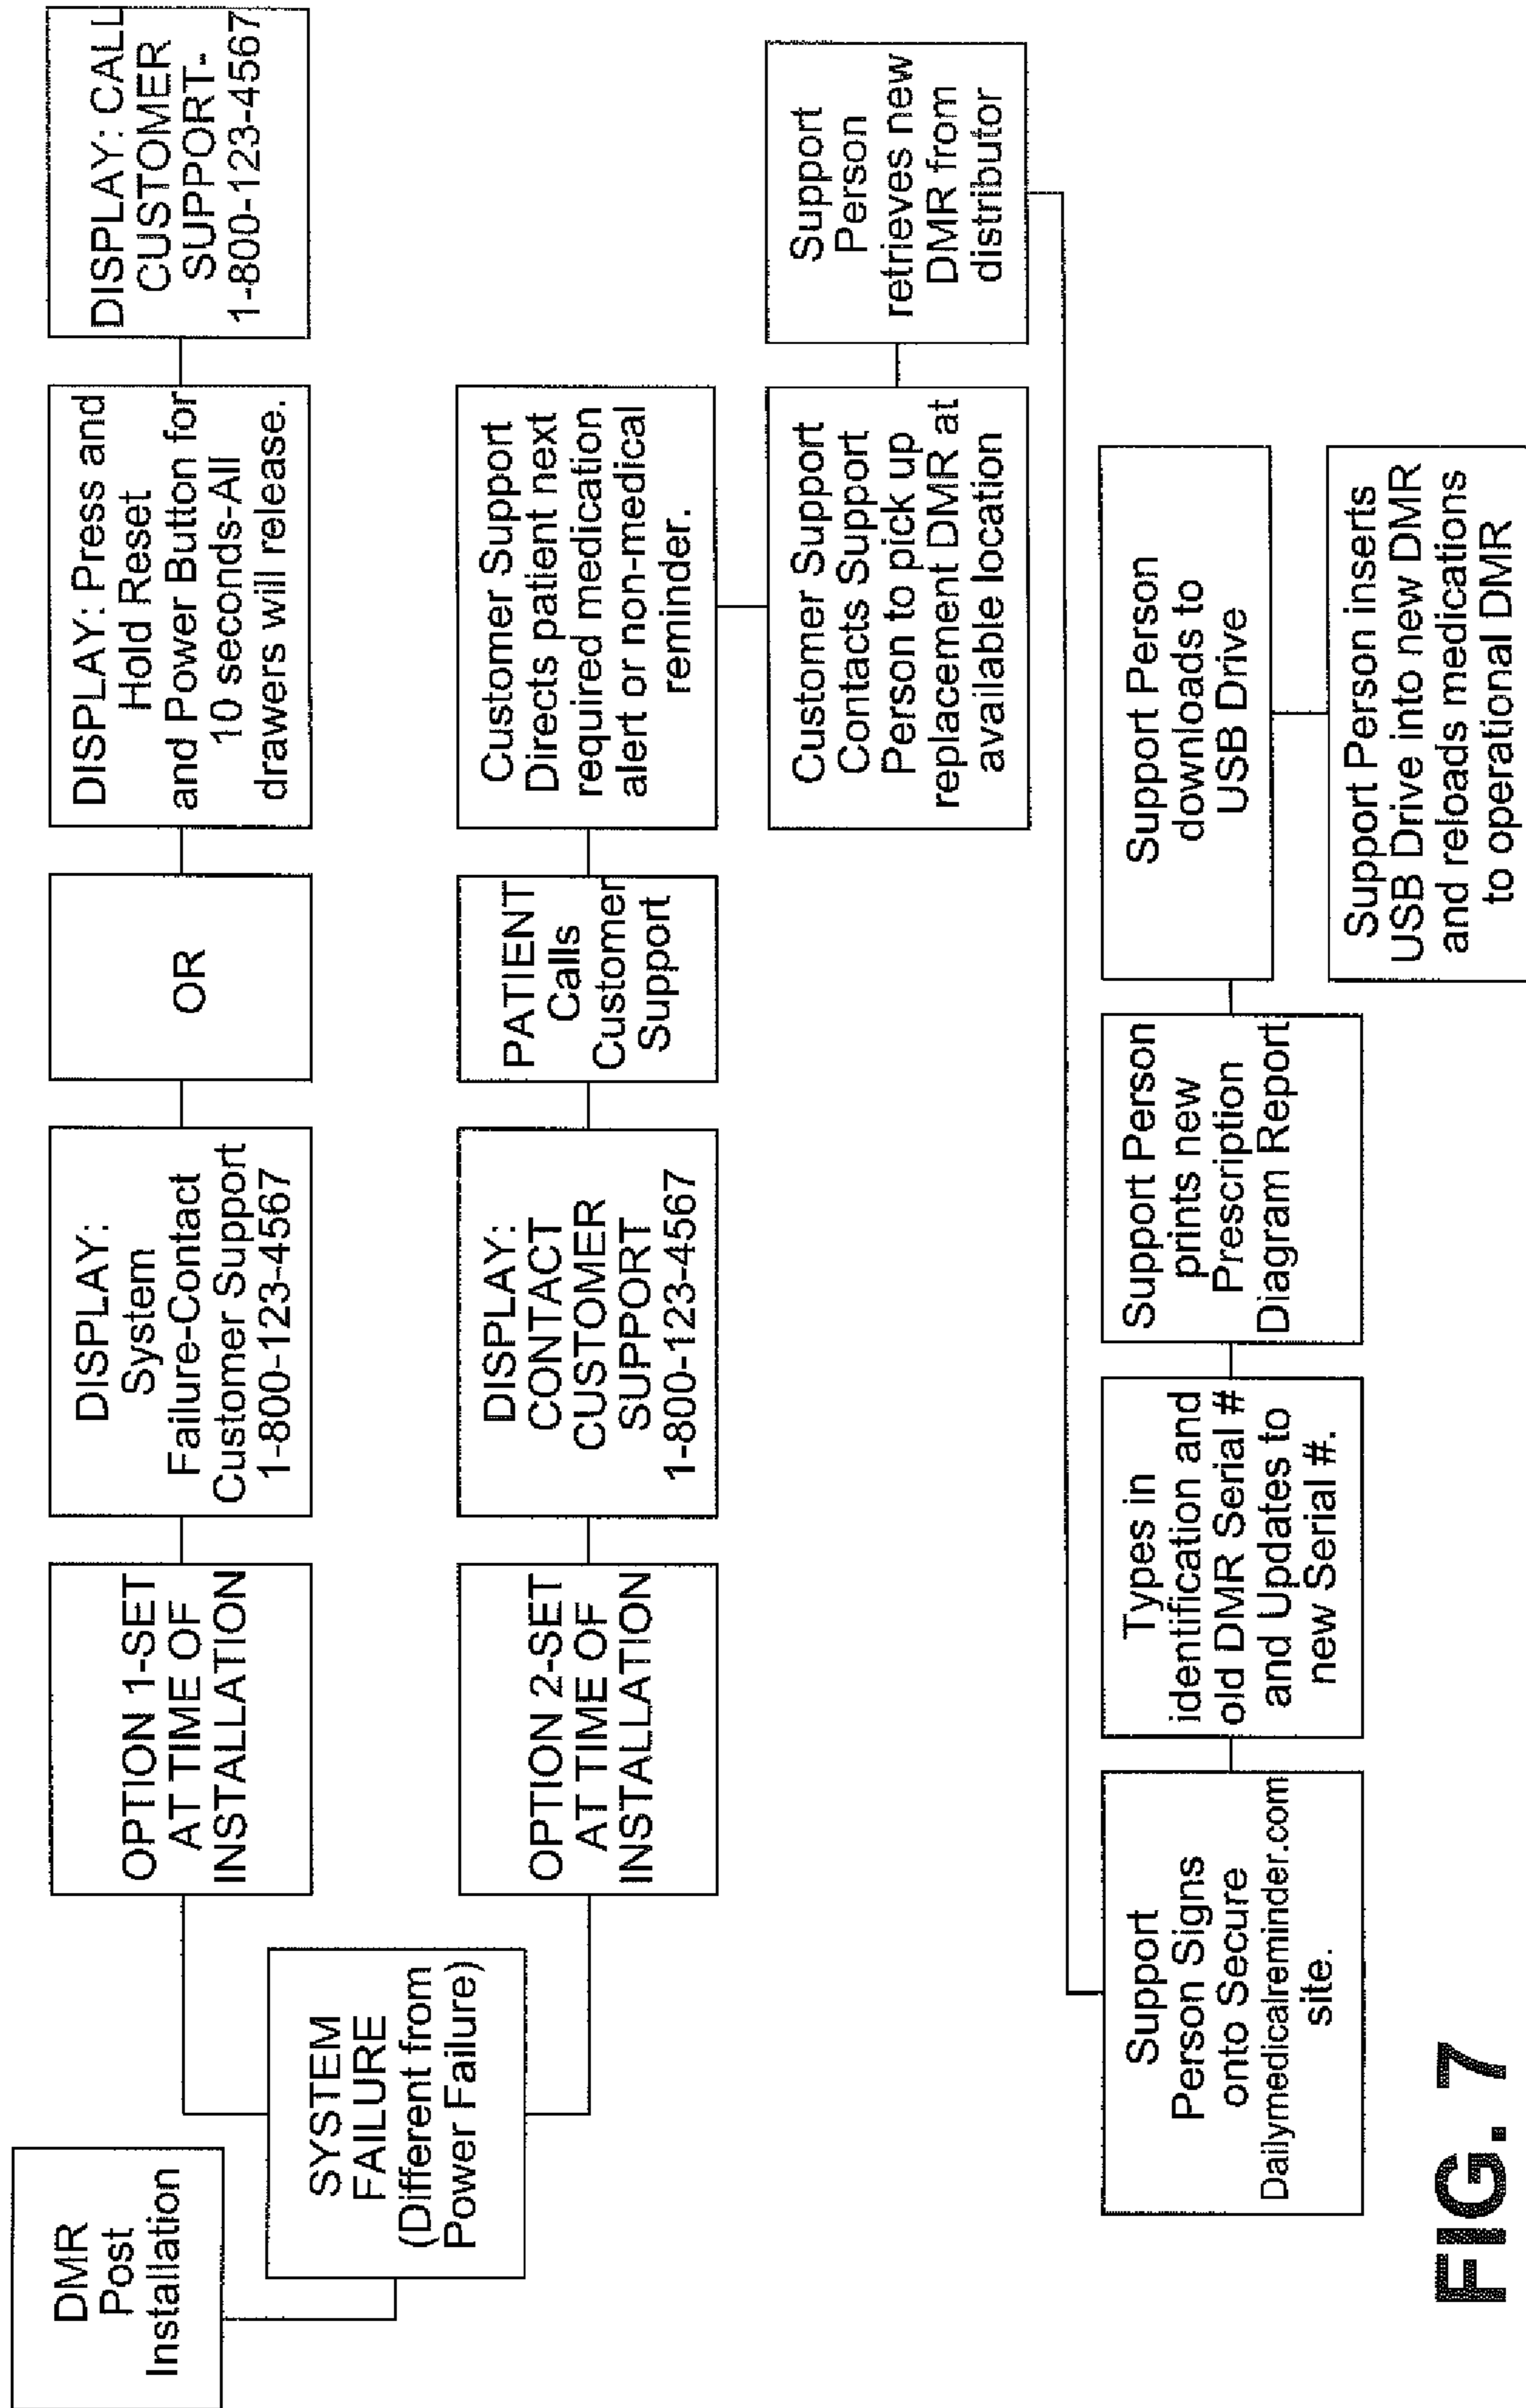 DMR
Post
Installation
SYSTEM
FAILURE
(Different from
Power Failure)
OPTION 1-SET
AT TIME OF
INSTALLATION
DISPLAY:
System
Failure-Contact
Customer Support
1-800-123-4567
OR
DISPLAY: Press and
Hold Reset
and Power Button for
10 seconds-All
drawers will release.
DISPLAY: CALL
CUSTOMER
SUPPORT-
1-800-123-4567
OPTION 2-SET
AT TIME OF
INSTALLATION
DISPLAY:
CONTACT
CUSTOMER
SUPPORT
1-800-123-4567
PATIENT
Calls
Customer
Support
Customer Support
Directs patient next
required medication
alert or non-medical
reminder.
Customer Support
Contacts Support
Person to pick up
replacement DMR at
available location
Support
Person
retrieves new
DMR from
distributor
Support
Person Signs
onto Secure
Dailymedicalreminder.com
site.
Types in
identification and
old DMR Serial #
and Updates to
new Serial #.
Support Person
prints new
Prescription
Diagram Report
Support Person
downloads to
USB Drive
Support Person inserts
USB Drive into new DMR
and reloads medications
to operational DMR
FIG. 7